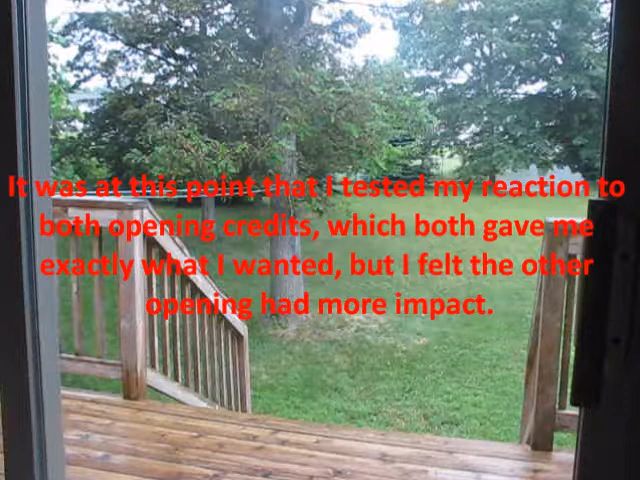 It was at this point that I tested my reaction to
both opening credits, which both gave me
exactly what I wanted, but I felt the other
opening had more impact.